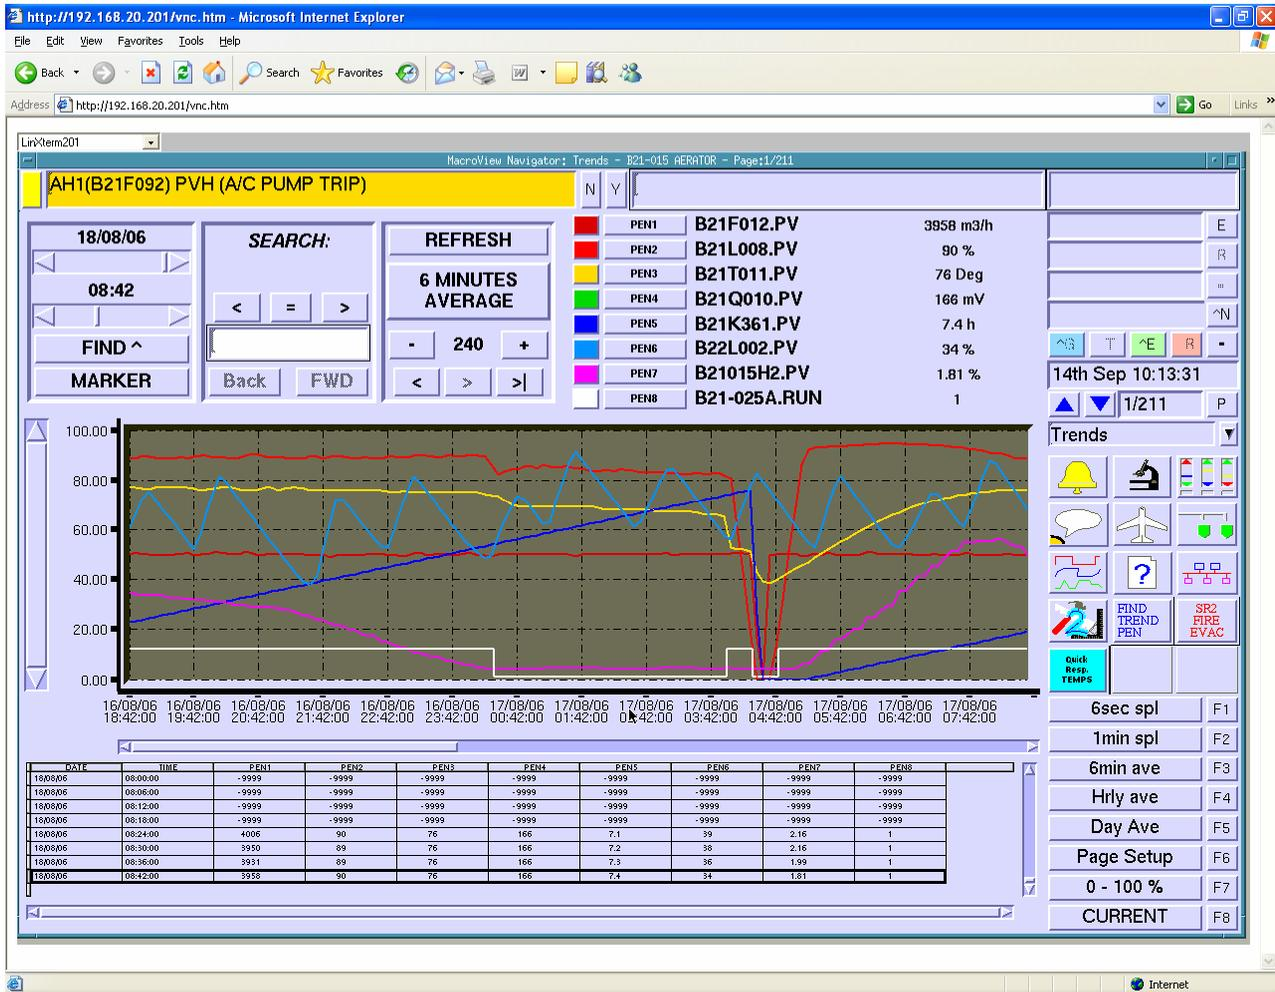 http://192.168.20.201/vnc.htm - Microsoft Internet Explorer
File Edit View Favorites Tools Help
Back Search Favorites
Address http://192.168.20.201/vnc.htm Go Links »
LinXterm201
MacroView Navigator: Trends - B21-015 AERATOR - Page:1/211
AH1(B21F092) PVH (A/C PUMP TRIP) N Y
18/08/06
08:42
FIND ^
MARKER
SEARCH:
< = >
Back FWD
REFRESH
6 MINUTES
AVERAGE
- 240 +
< > >|
PEN1 B21F012.PV 3958 m3/h
PEN2 B21L008.PV 90 %
PEN3 B21T011.PV 76 Deg
PEN4 B21Q010.PV 166 mV
PEN5 B21K361.PV 7.4 h
PEN6 B22L002.PV 34 %
PEN7 B21015H2.PV 1.81 %
PEN8 B21-025A.RUN 1
E
R
"
^N
^G T ^E R -
14th Sep 10:13:31
1/211 P
Trends
FIND
TREND
PEN
SR2
FIRE
EVAC
Quick
Resp.
TEMPS
6sec spl F1
1min spl F2
6min ave F3
Hrly ave F4
Day Ave F5
Page Setup F6
0 - 100 % F7
CURRENT F8
100.00
80.00
60.00
40.00
20.00
0.00
16/08/06 16/08/06 16/08/06 16/08/06 16/08/06 16/08/06 17/08/06 17/08/06 17/08/06 17/08/06 17/08/06 17/08/06 17/08/06 17/08/06
18:42:00 19:42:00 20:42:00 21:42:00 22:42:00 23:42:00 00:42:00 01:42:00 02:42:00 03:42:00 04:42:00 05:42:00 06:42:00 07:42:00
DATE TIME PEN1 PEN2 PEN3 PEN4 PEN5 PEN6 PEN7 PEN8
18/08/06 08:00:00 -9999 -9999 -9999 -9999 -9999 -9999 -9999 -9999
18/08/06 08:06:00 -9999 -9999 -9999 -9999 -9999 -9999 -9999 -9999
18/08/06 08:12:00 -9999 -9999 -9999 -9999 -9999 -9999 -9999 -9999
18/08/06 08:18:00 -9999 -9999 -9999 -9999 -9999 -9999 -9999 -9999
18/08/06 08:24:00 4006 90 76 166 7.1 39 2.16 1
18/08/06 08:30:00 3950 89 76 166 7.2 38 2.16 1
18/08/06 08:36:00 3931 89 76 166 7.3 36 1.99 1
18/08/06 08:42:00 3958 90 76 166 7.4 34 1.81 1
Internet